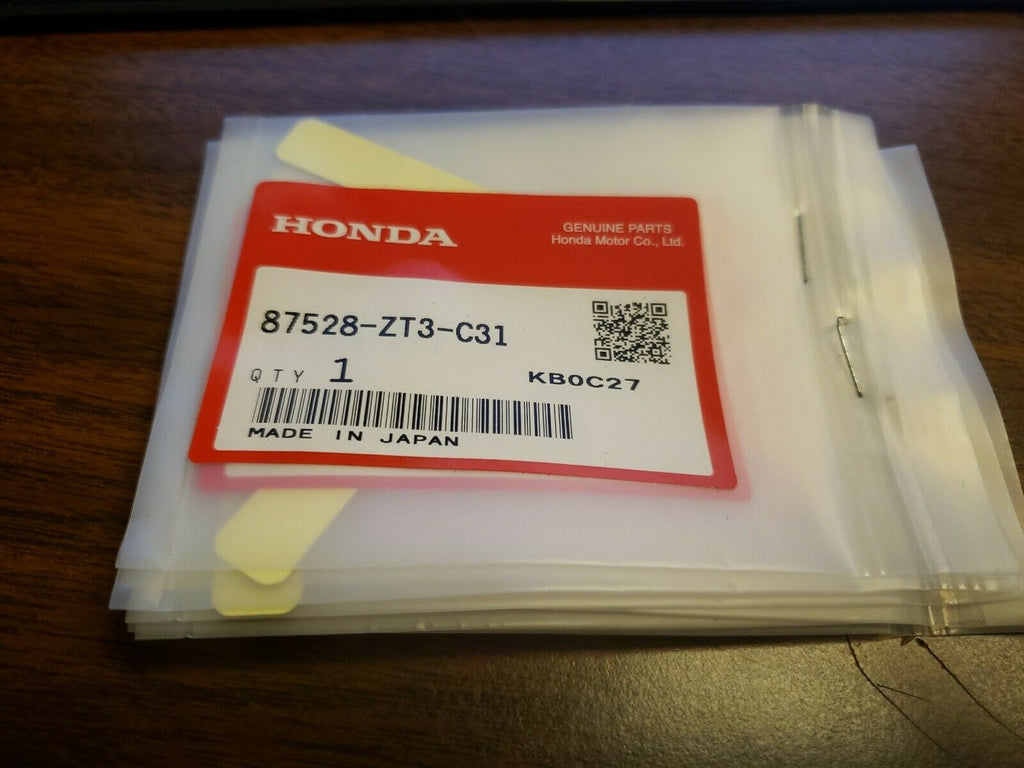 HONDA
GENUINE PARTS
Honda Motor Co., Ltd.
87528-ZT3-C31
QTY 1
KB0C27
MADE IN JAPAN